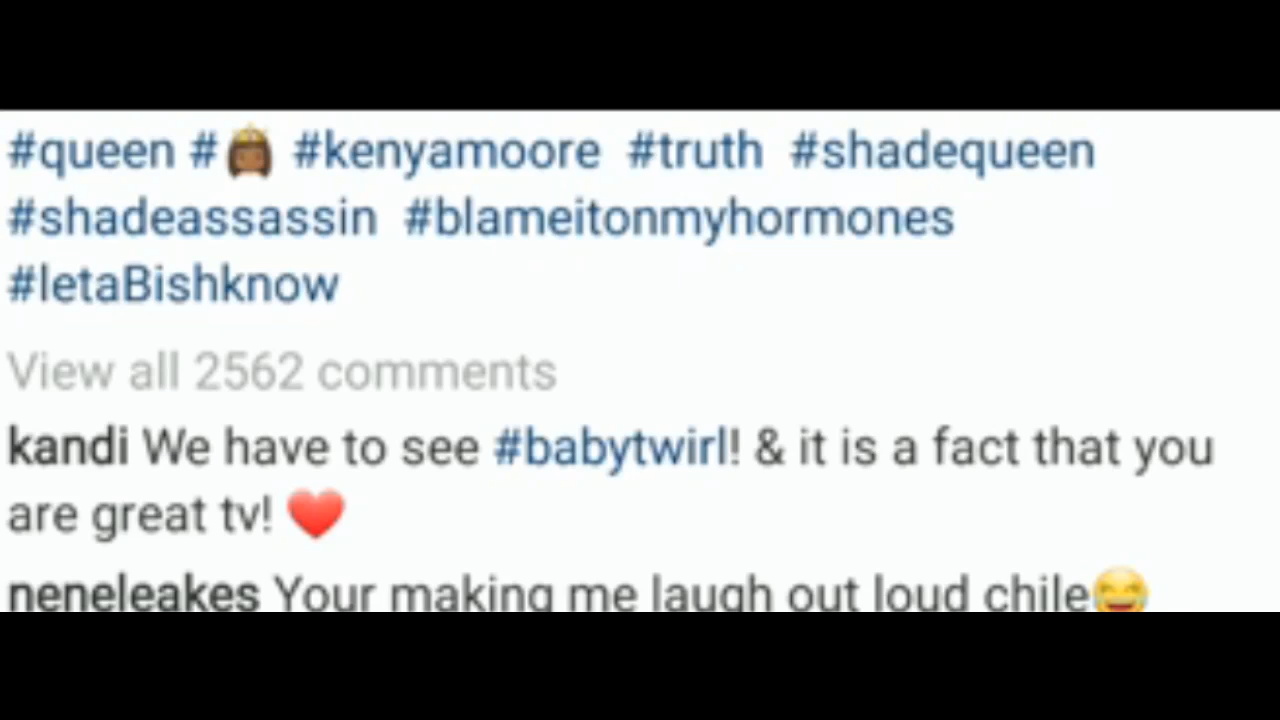 #queen #👸🏾 #kenyamoore #truth #shadequeen
#shadeassassin #blameitonmyhormones
#letaBishknow
View all 2562 comments
kandi We have to see #babytwirl! & it is a fact that you
are great tv! ❤️
neneleakes Your making me laugh out loud chile😂